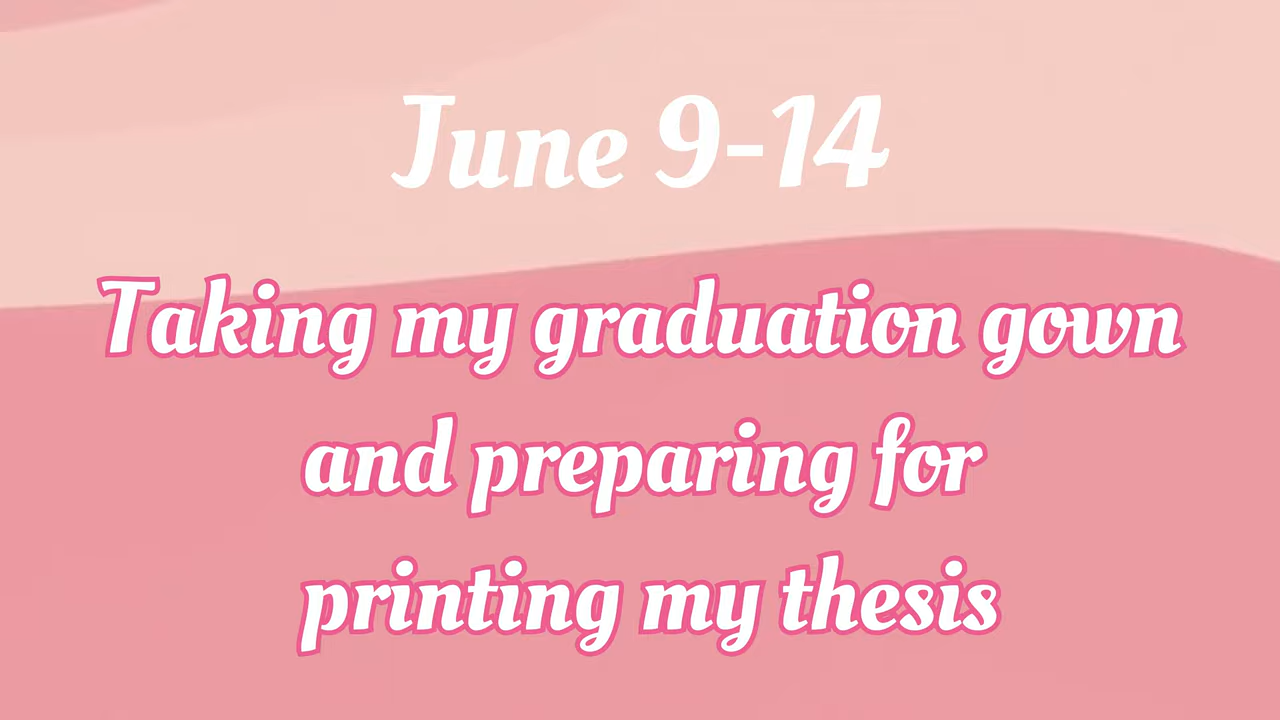 June 9-14
Taking my graduation gown
and preparing for
printing my thesis